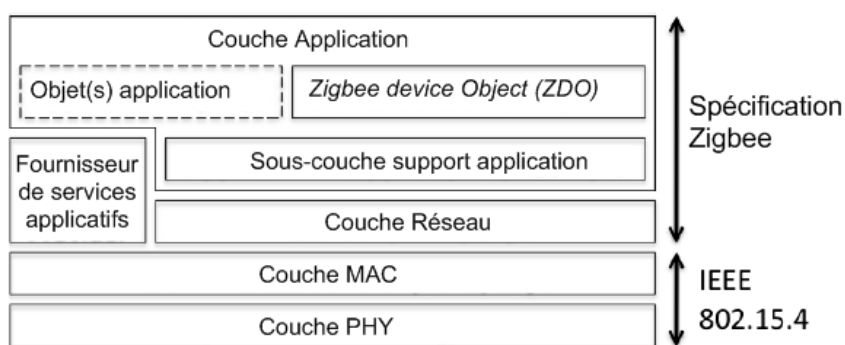 Couche Application
Objet(s) application
Zigbee device Object (ZDO)
Spécification
Zigbee
Fournisseur
de services
applicatifs
Sous-couche support application
Couche Réseau
Couche MAC
IEEE
802.15.4
Couche PHY